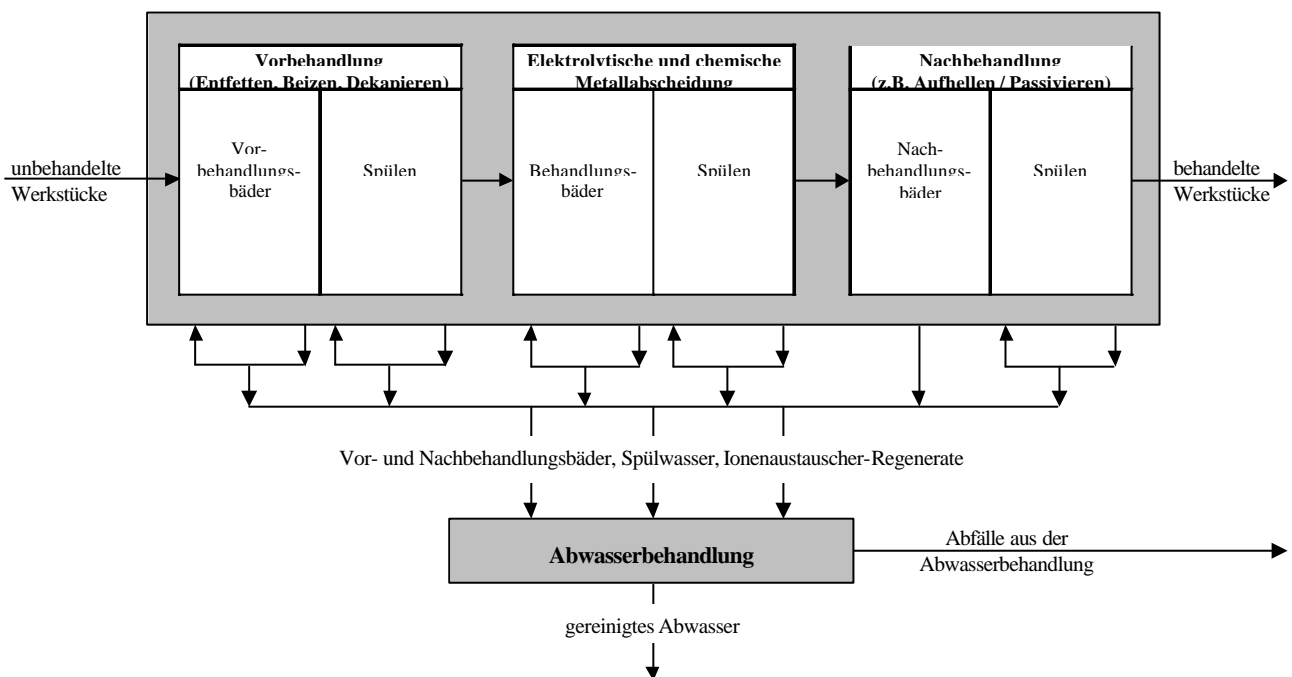 Vorbehandlung
(Entfetten, Beizen, Dekapieren)
Elektrolytische und chemische
Metallabscheidung
Nachbehandlung
(z.B. Aufhellen / Passivieren)
unbehandelte
Werkstücke
Vor-
behandlungs-
bäder
Spülen
Behandlungs-
bäder
Spülen
Nach-
behandlungs-
bäder
Spülen
behandelte
Werkstücke
Vor- und Nachbehandlungsbäder, Spülwasser, Ionenaustauscher-Regenerate
Abwasserbehandlung
Abfälle aus der
Abwasserbehandlung
gereinigtes Abwasser